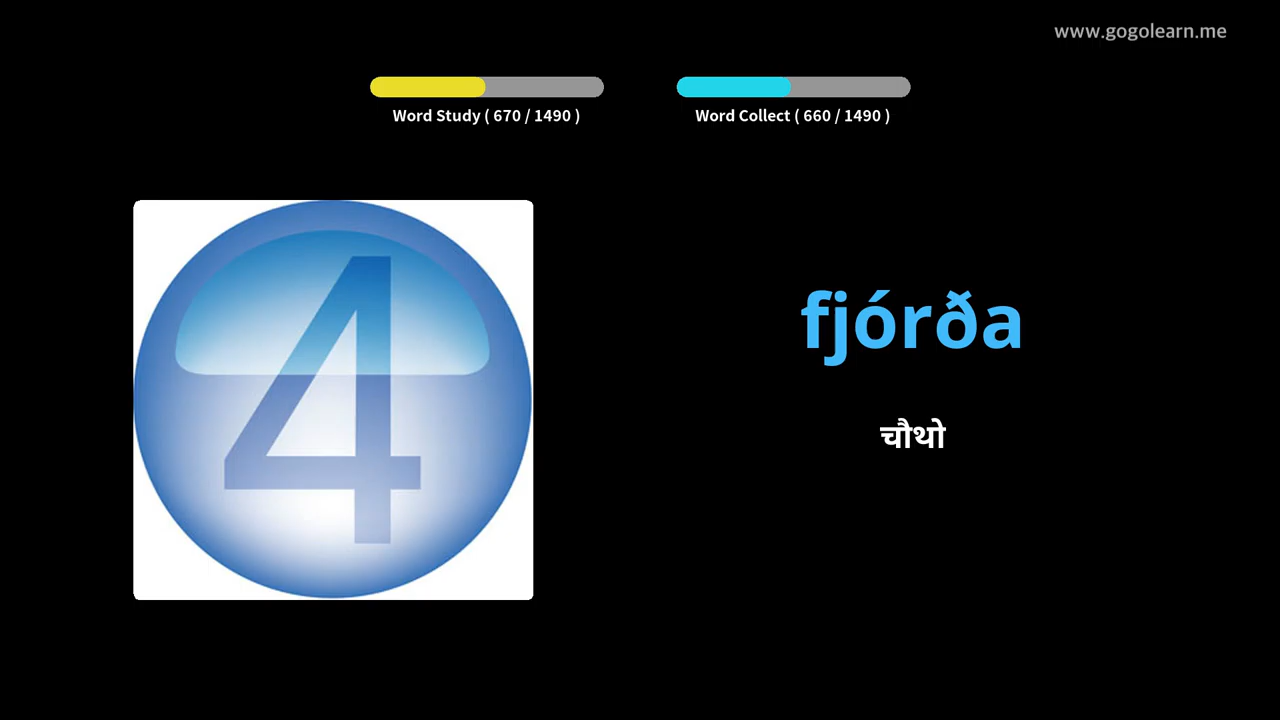 www.gogolearn.me
Word Study ( 670 / 1490 )
Word Collect ( 660 / 1490 )
4
fjórða
चौथो